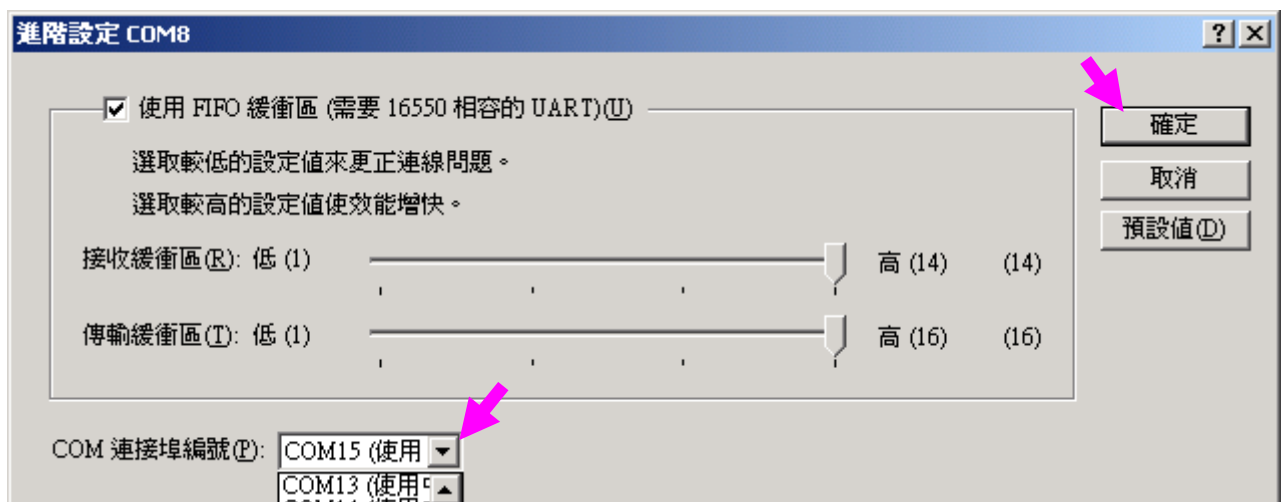 進階設定 COM8
使用 FIFO 緩衝區 (需要 16550 相容的 UART)(U)
確定
選取較低的設定值來更正連線問題。
取消
選取較高的設定值使效能增快。
預設值(D)
接收緩衝區(R): 低 (1) 高 (14) (14)
傳輸緩衝區(T): 低 (1) 高 (16) (16)
COM 連接埠編號(P): COM15 (使用
COM13 (使用